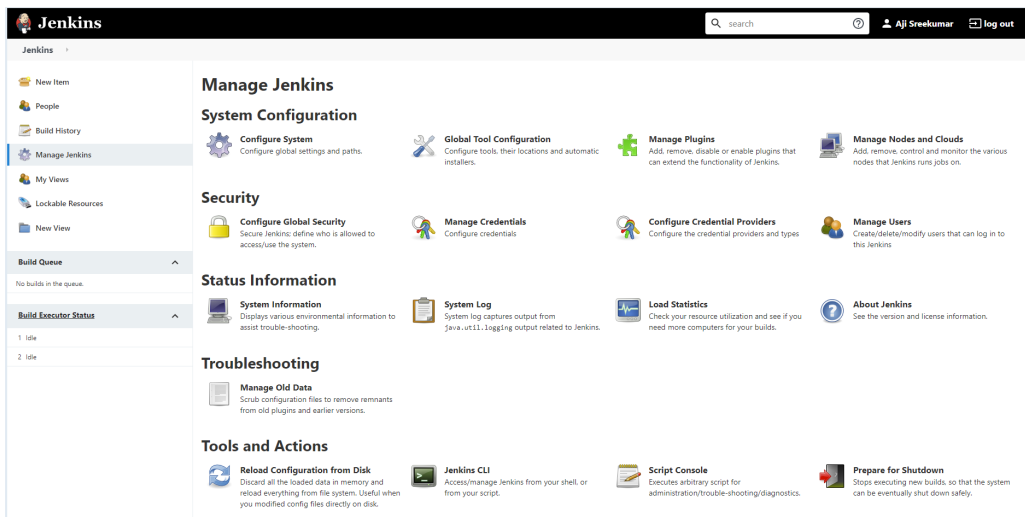 Jenkins
search
Aji Sreekumar
log out
Jenkins
New Item
People
Build History
Manage Jenkins
My Views
Lockable Resources
New View
Build Queue
No builds in the queue.
Build Executor Status
1 Idle
2 Idle
Manage Jenkins
System Configuration
Configure System
Configure global settings and paths.
Global Tool Configuration
Configure tools, their locations and automatic
installers.
Manage Plugins
Add, remove, disable or enable plugins that
can extend the functionality of Jenkins.
Manage Nodes and Clouds
Add, remove, control and monitor the various
nodes that Jenkins runs jobs on.
Security
Configure Global Security
Secure Jenkins; define who is allowed to
access/use the system.
Manage Credentials
Configure credentials
Configure Credential Providers
Configure the credential providers and types
Manage Users
Create/delete/modify users that can log in to
this Jenkins
Status Information
System Information
Displays various environmental information to
assist trouble-shooting.
System Log
System log captures output from
java.util.logging output related to Jenkins.
Load Statistics
Check your resource utilization and see if you
need more computers for your builds.
About Jenkins
See the version and license information.
Troubleshooting
Manage Old Data
Scrub configuration files to remove remnants
from old plugins and earlier versions.
Tools and Actions
Reload Configuration from Disk
Discard all the loaded data in memory and
reload everything from file system. Useful when
you modified config files directly on disk.
Jenkins CLI
Access/manage Jenkins from your shell, or
from your script.
Script Console
Executes arbitrary script for
administration/trouble-shooting/diagnostics.
Prepare for Shutdown
Stops executing new builds, so that the system
can be eventually shut down safely.